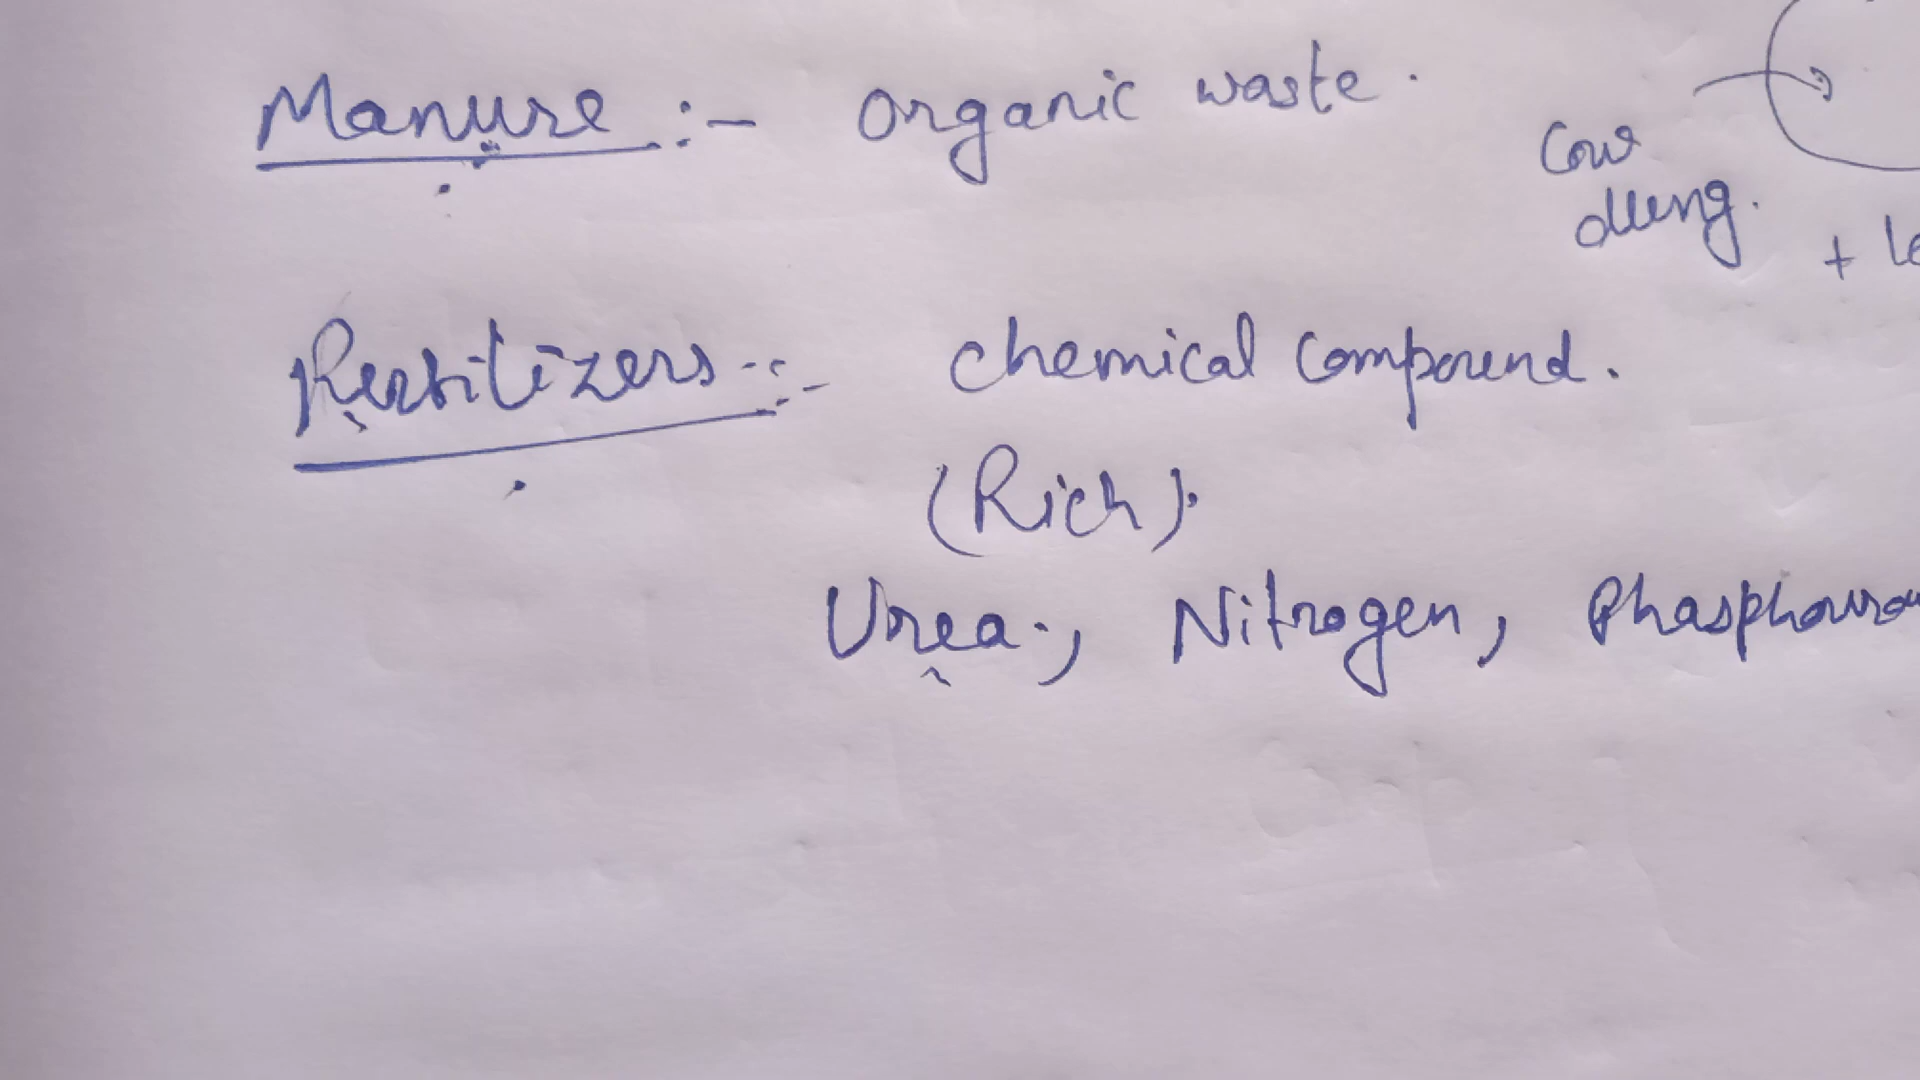 Manure :- Organic waste.
Cow
dung.
+
Fertilizers :- chemical compound.
(Rich).
Urea, Nitrogen,